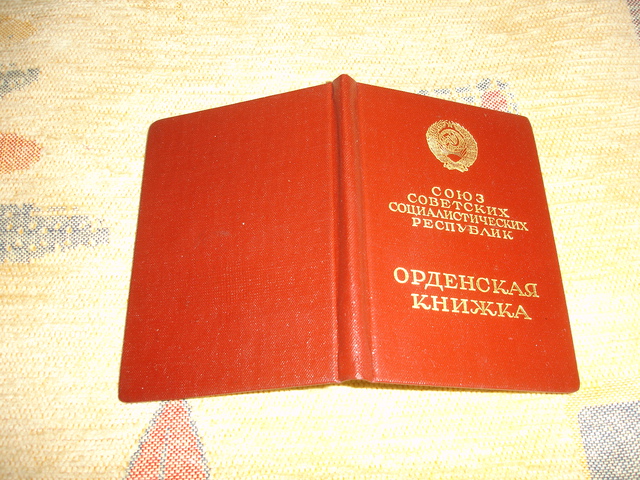 СОЮЗ
СОВЕТСКИХ
СОЦИАЛИСТИЧЕСКИХ
РЕСПУБЛИК
ОРДЕНСКАЯ
КНИЖКА